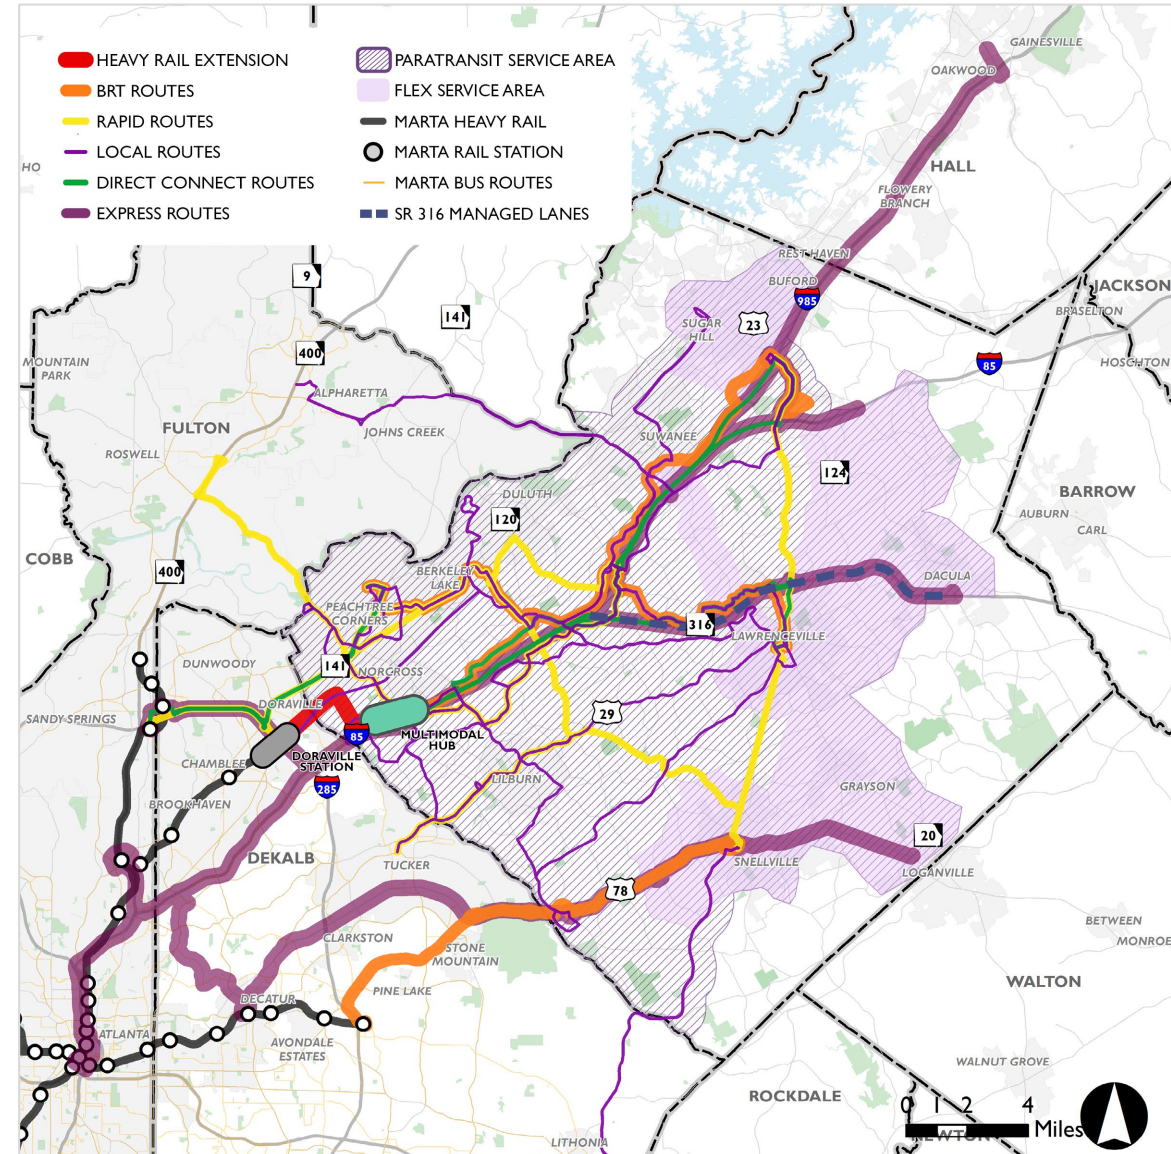 HEAVY RAIL EXTENSION
BRT ROUTES
RAPID ROUTES
LOCAL ROUTES
DIRECT CONNECT ROUTES
EXPRESS ROUTES
PARATRANSIT SERVICE AREA
FLEX SERVICE AREA
MARTA HEAVY RAIL
MARTA RAIL STATION
MARTA BUS ROUTES
SR 316 MANAGED LANES
GAINESVILLE
OAKWOOD
HO
HALL
FLOWERY
BRANCH
REST HAVEN
BUFORD
9
985
JACKSON
BRASELTON
141
SUGAR
HILL
23
400
85
HOSCHTON
MOUNTAIN
PARK
ALPHARETTA
FULTON
JOHNS CREEK
SUWANEE
ROSWELL
124
BARROW
DULUTH
AUBURN
120
CARL
COBB
400
BERKELEY
LAKE
DACULA
PEACHTREE
CORNERS
316
LAWRENCEVILLE
DUNWOODY
141
NORCROSS
SANDY SPRINGS
DORAVILLE
29
85
MULTIMODAL
HUB
CHAMBLEE
DORAVILLE
STATION
285
LILBURN
GRAYSON
BROOKHAVEN
20
DEKALB
TUCKER
SNELLVILLE
LOGANVILLE
78
BETWEEN
CLARKSTON
MONROE
STONE
MOUNTAIN
WALTON
PINE LAKE
DECATUR
ATLANTA
AVONDALE
ESTATES
WALNUT GROVE
ROCKDALE
0 1 2 4
Miles
NEWTON
LITHONIA